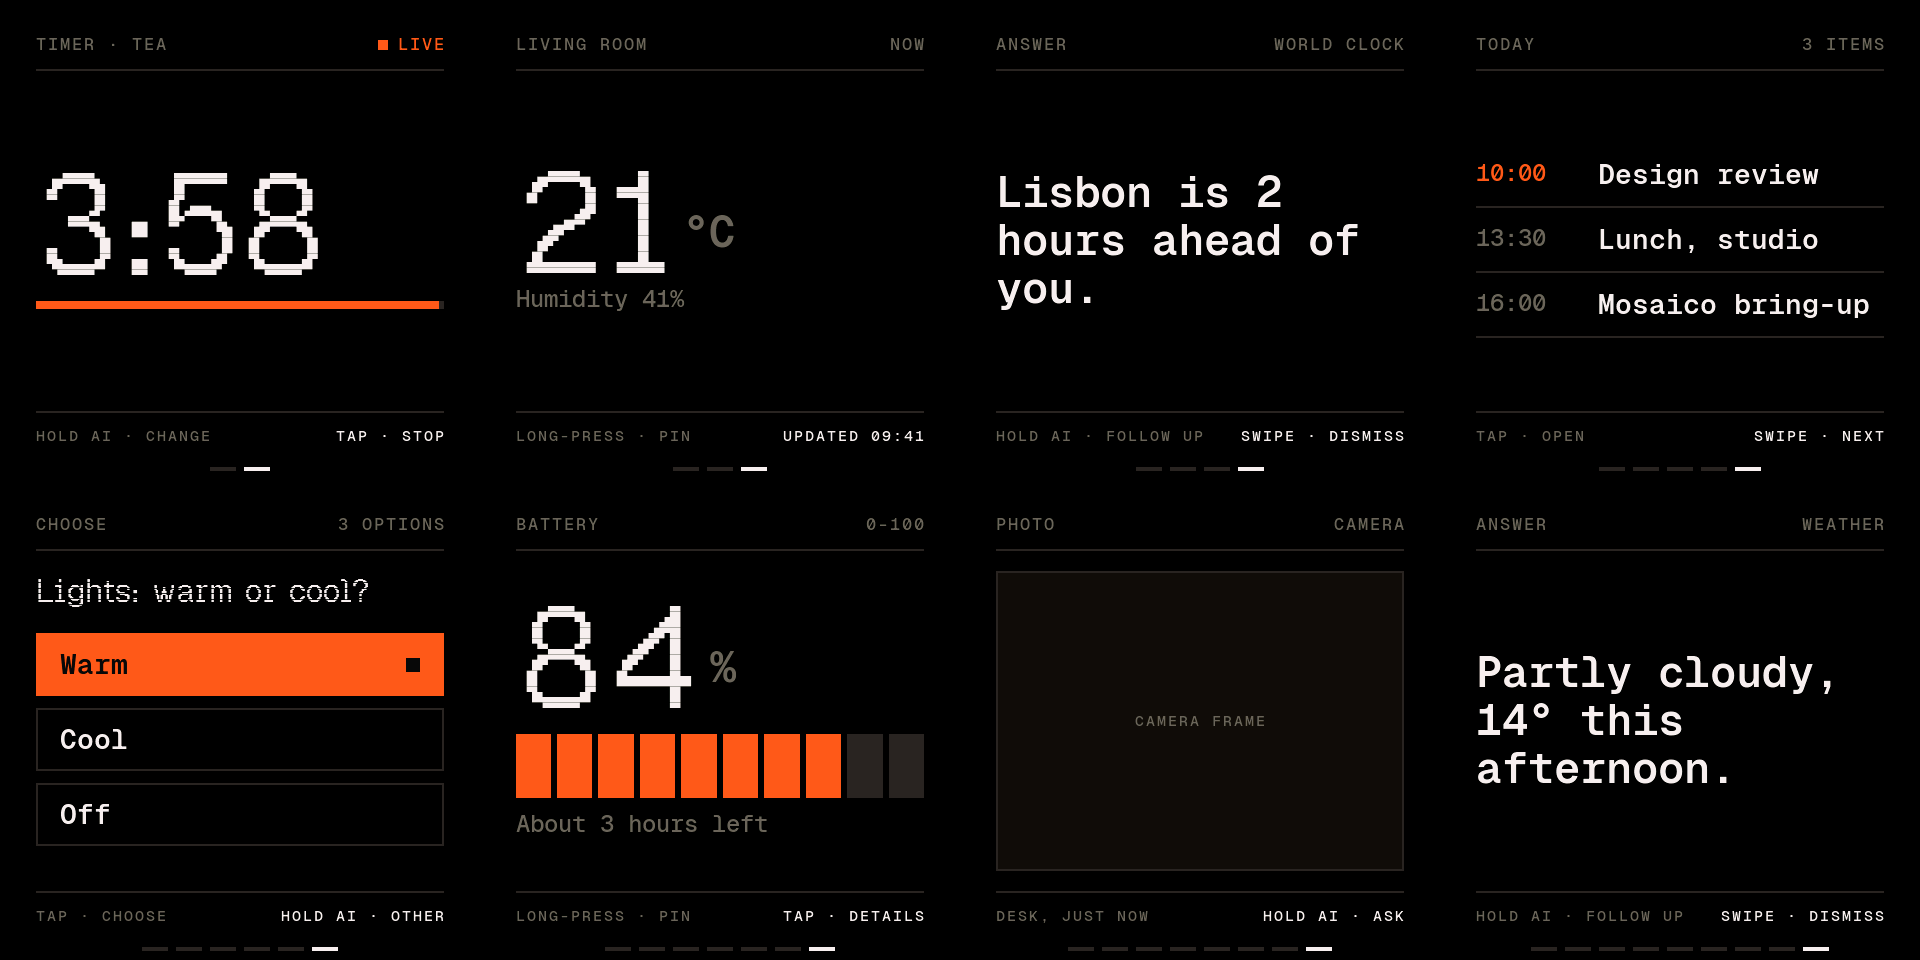 TIMER · TEA
LIVE
3:58
HOLD AI · CHANGE
TAP · STOP
LIVING ROOM
NOW
21 °C
Humidity 41%
LONG-PRESS · PIN
UPDATED 09:41
ANSWER
WORLD CLOCK
Lisbon is 2
hours ahead of
you.
HOLD AI · FOLLOW UP
SWIPE · DISMISS
TODAY
3 ITEMS
10:00 Design review
13:30 Lunch, studio
16:00 Mosaico bring-up
TAP · OPEN
SWIPE · NEXT
CHOOSE
3 OPTIONS
Lights: warm or cool?
Warm
Cool
Off
TAP · CHOOSE
HOLD AI · OTHER
BATTERY
0-100
84 %
About 3 hours left
LONG-PRESS · PIN
TAP · DETAILS
PHOTO
CAMERA
CAMERA FRAME
DESK, JUST NOW
HOLD AI · ASK
ANSWER
WEATHER
Partly cloudy,
14° this
afternoon.
HOLD AI · FOLLOW UP
SWIPE · DISMISS